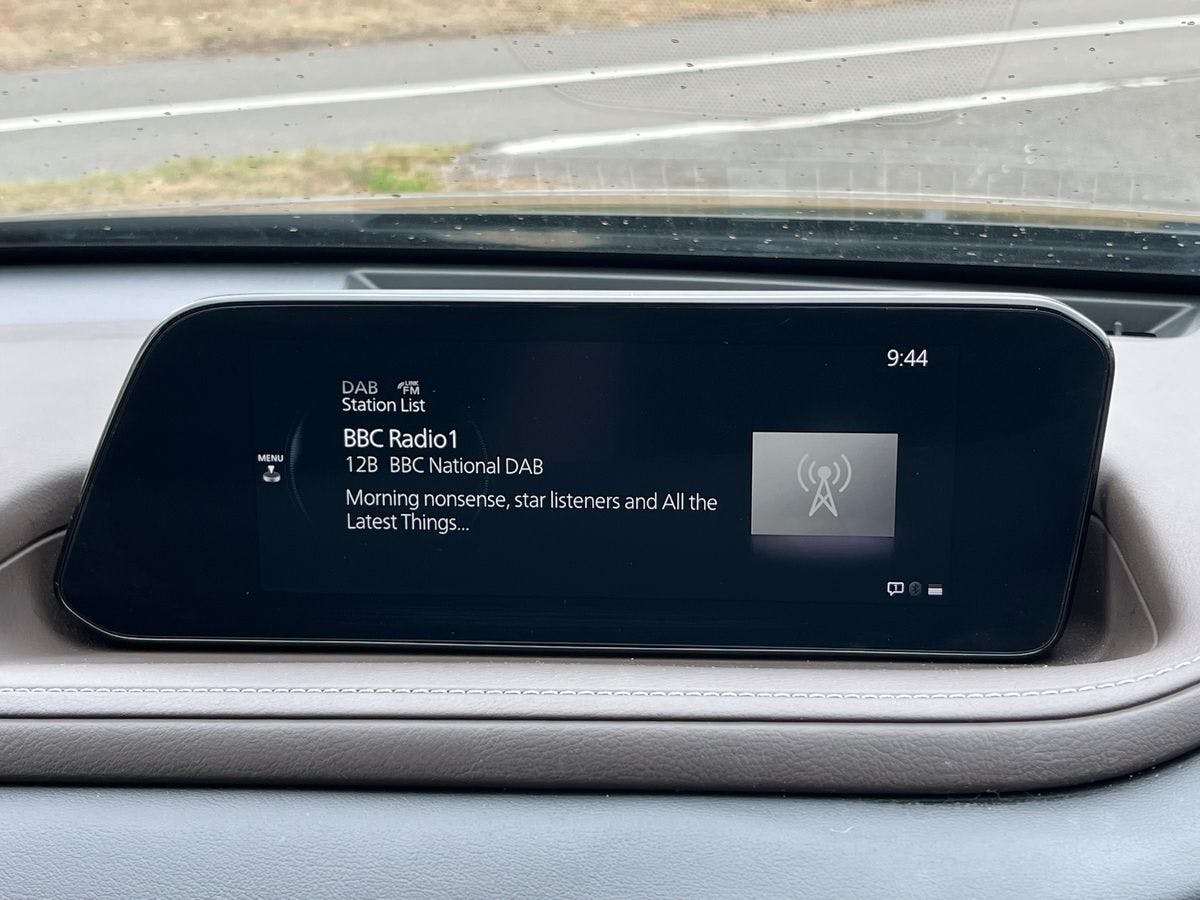 9:44
DAB LINK FM
Station List
BBC Radio1
MENU
12B BBC National DAB
Morning nonsense, star listeners and All the
Latest Things...
1